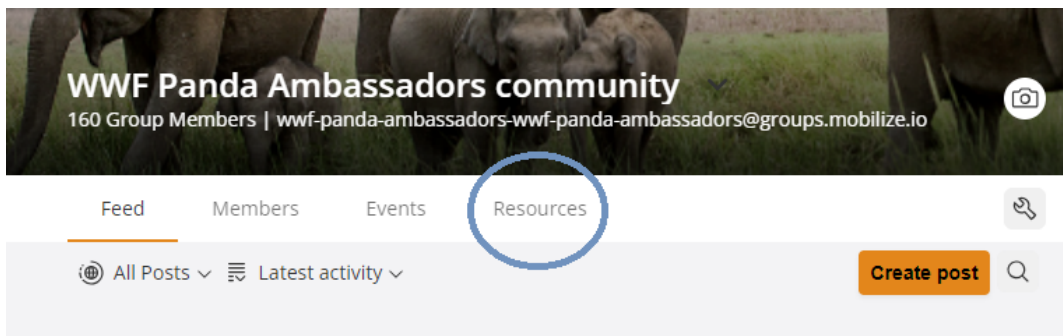 WWF Panda Ambassadors community
160 Group Members | wwf-panda-ambassadors-wwf-panda-ambassadors@groups.mobilize.io
Feed Members Events Resources
All Posts Latest activity Create post